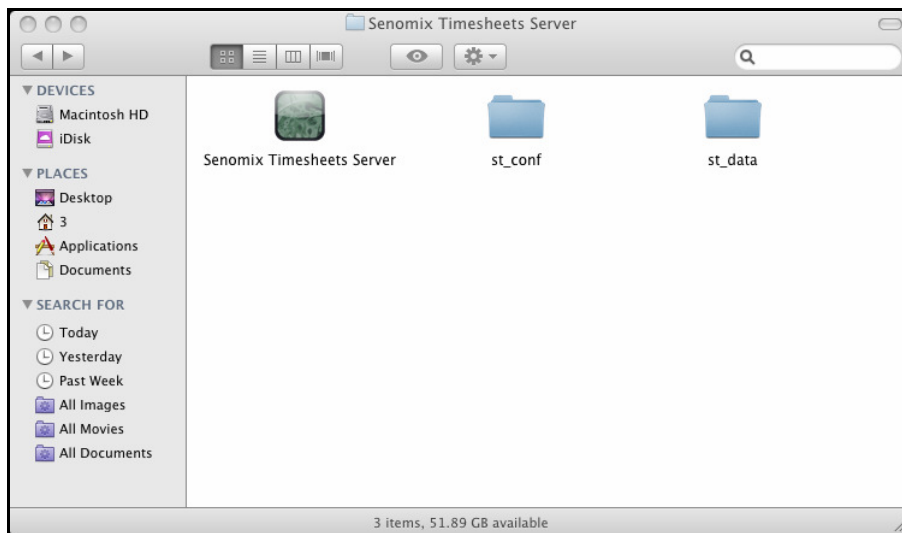 Senomix Timesheets Server
DEVICES
Macintosh HD
iDisk
PLACES
Desktop
3
Applications
Documents
SEARCH FOR
Today
Yesterday
Past Week
All Images
All Movies
All Documents
Senomix Timesheets Server
st_conf
st_data
3 items, 51.89 GB available